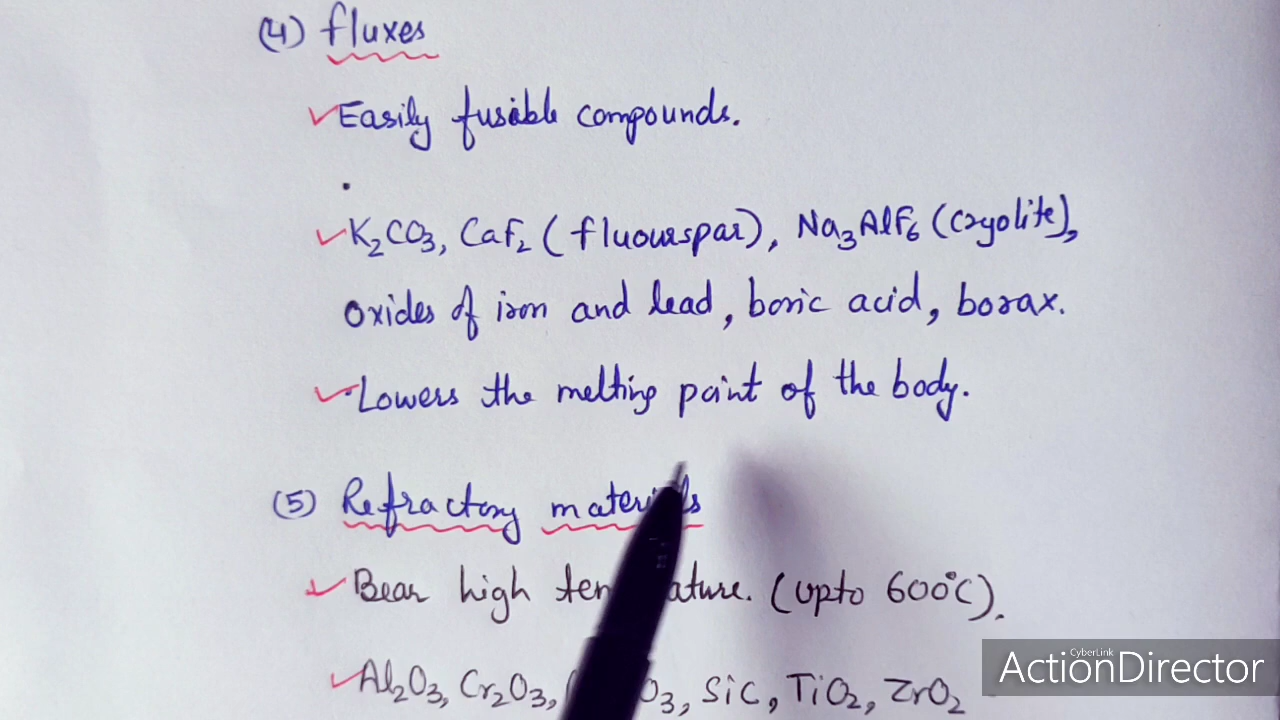 (4) fluxes
Easily fusible compounds.
K₂CO₃, CaF₂ (fluourspar), Na₃AlF₆ (Cryolite),
oxides of iron and lead, boric acid, borax.
Lowers the melting point of the body.
(5) Refractory materials
Bear high temperature. (upto 600°C).
Al₂O₃, Cr₂O₃, SiC, TiO₂, ZrO₂
CyberLink
ActionDirector